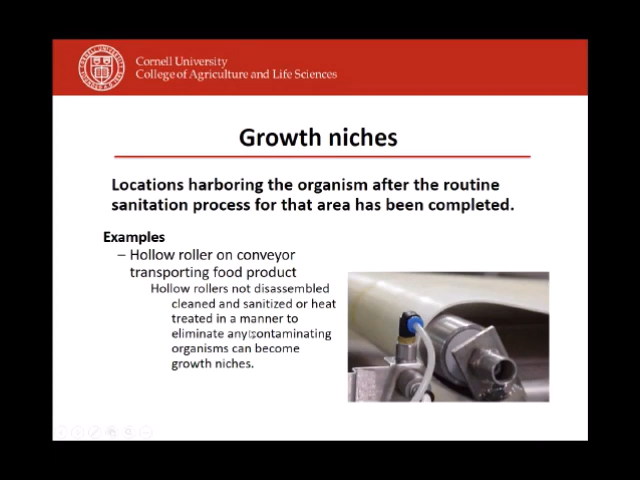 Cornell University
College of Agriculture and Life Sciences
Growth niches
Locations harboring the organism after the routine
sanitation process for that area has been completed.
Examples
– Hollow roller on conveyor
transporting food product
Hollow rollers not disassembled
cleaned and sanitized or heat
treated in a manner to
eliminate any contaminating
organisms can become
growth niches.